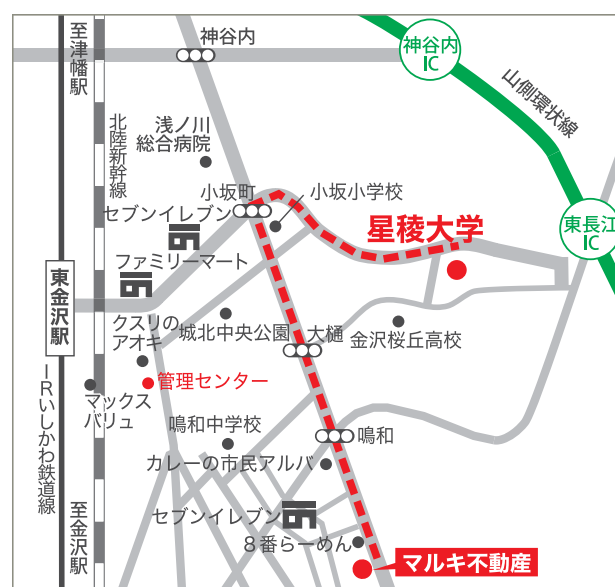 至津幡駅
神谷内
神谷内
IC
山側環状線
北陸新幹線
浅ノ川
総合病院
小坂町
小坂小学校
セブンイレブン
星稜大学
東長江
IC
ファミリーマート
東金沢駅
クスリの
アオキ
城北中央公園
大樋
金沢桜丘高校
管理センター
マックス
バリュ
IRいしかわ鉄道線
鳴和中学校
鳴和
カレーの市民アルバ
セブンイレブン
8番らーめん
至金沢駅
マルキ不動産